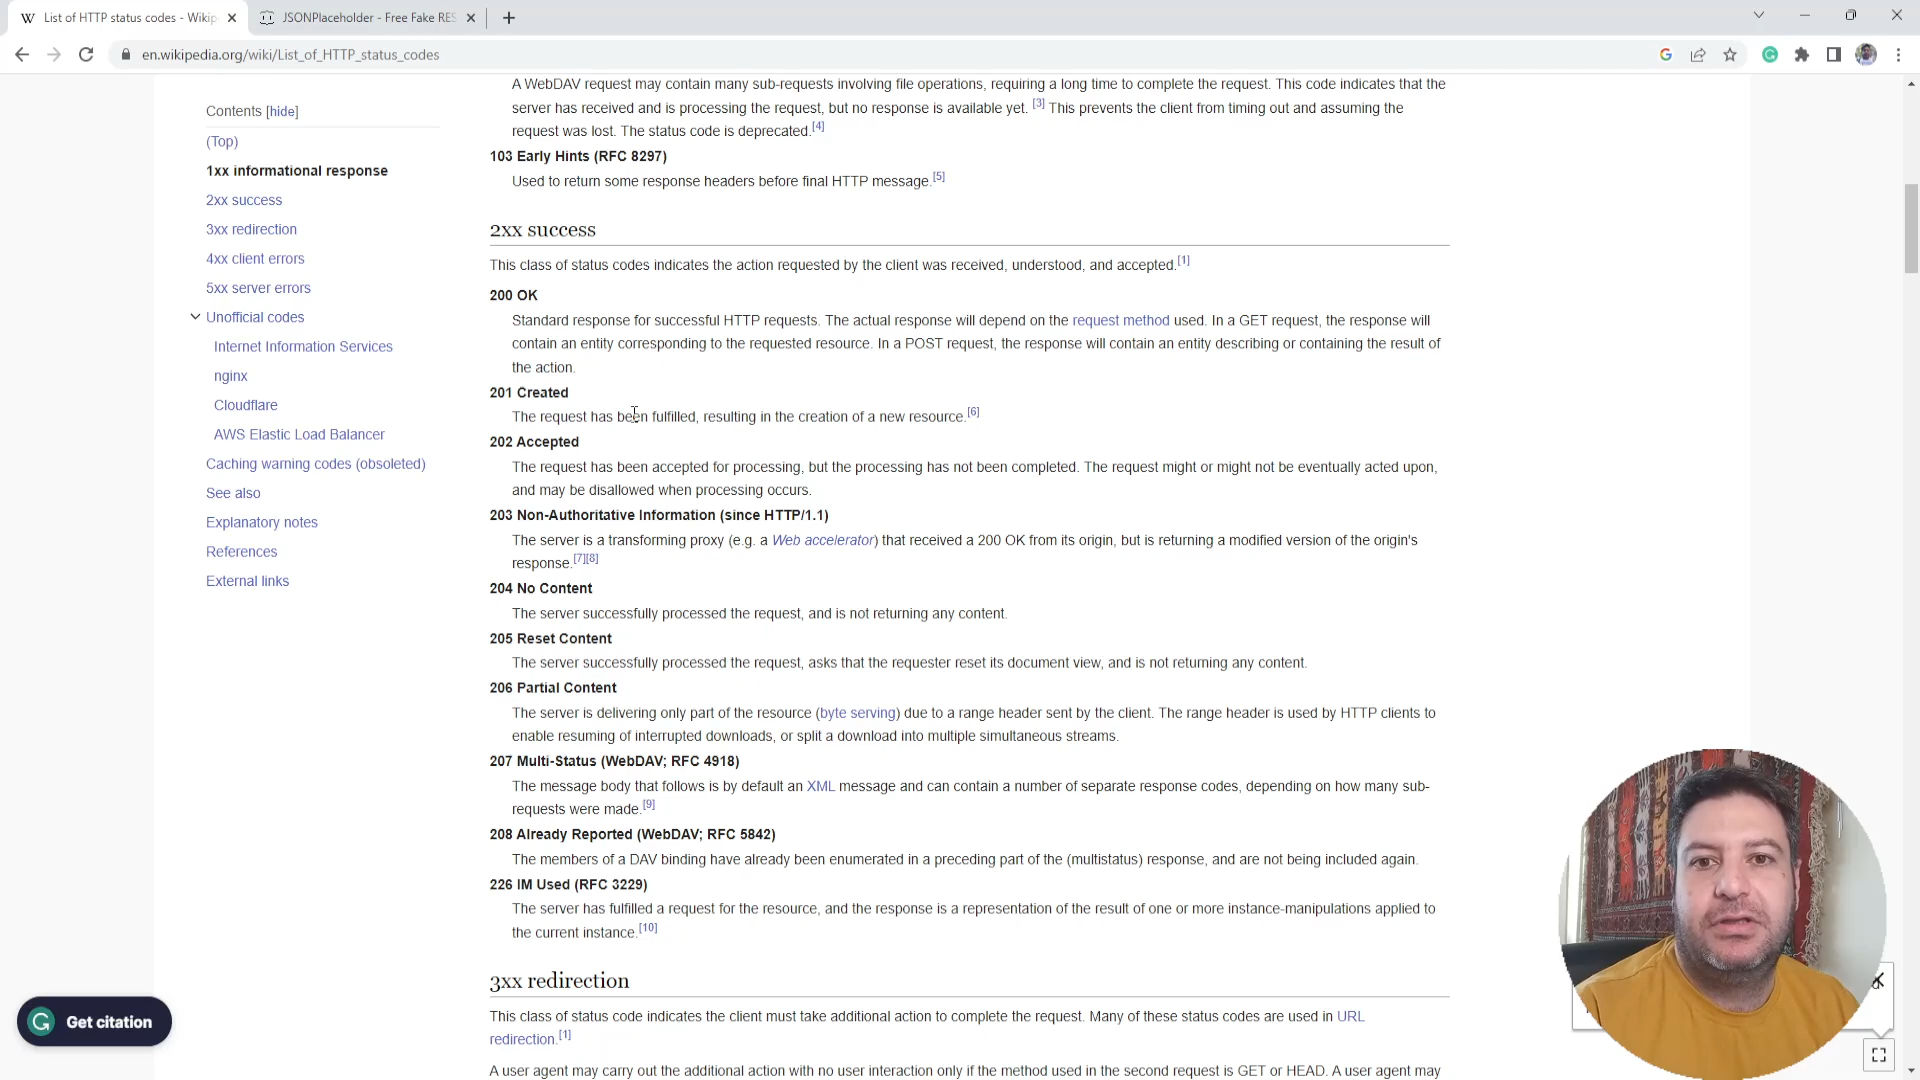 List of HTTP status codes - Wikip
JSONPlaceholder - Free Fake RES
en.wikipedia.org/wiki/List_of_HTTP_status_codes
Contents [hide]
(Top)
1xx informational response
2xx success
3xx redirection
4xx client errors
5xx server errors
Unofficial codes
Internet Information Services
nginx
Cloudflare
AWS Elastic Load Balancer
Caching warning codes (obsoleted)
See also
Explanatory notes
References
External links
A WebDAV request may contain many sub-requests involving file operations, requiring a long time to complete the request. This code indicates that the
server has received and is processing the request, but no response is available yet. [3] This prevents the client from timing out and assuming the
request was lost. The status code is deprecated.[4]
103 Early Hints (RFC 8297)
Used to return some response headers before final HTTP message.[5]
2xx success
This class of status codes indicates the action requested by the client was received, understood, and accepted.[1]
200 OK
Standard response for successful HTTP requests. The actual response will depend on the request method used. In a GET request, the response will
contain an entity corresponding to the requested resource. In a POST request, the response will contain an entity describing or containing the result of
the action.
201 Created
The request has been fulfilled, resulting in the creation of a new resource.[6]
202 Accepted
The request has been accepted for processing, but the processing has not been completed. The request might or might not be eventually acted upon,
and may be disallowed when processing occurs.
203 Non-Authoritative Information (since HTTP/1.1)
The server is a transforming proxy (e.g. a Web accelerator) that received a 200 OK from its origin, but is returning a modified version of the origin's
response.[7][8]
204 No Content
The server successfully processed the request, and is not returning any content.
205 Reset Content
The server successfully processed the request, asks that the requester reset its document view, and is not returning any content.
206 Partial Content
The server is delivering only part of the resource (byte serving) due to a range header sent by the client. The range header is used by HTTP clients to
enable resuming of interrupted downloads, or split a download into multiple simultaneous streams.
207 Multi-Status (WebDAV; RFC 4918)
The message body that follows is by default an XML message and can contain a number of separate response codes, depending on how many sub-
requests were made.[9]
208 Already Reported (WebDAV; RFC 5842)
The members of a DAV binding have already been enumerated in a preceding part of the (multistatus) response, and are not being included again.
226 IM Used (RFC 3229)
The server has fulfilled a request for the resource, and the response is a representation of the result of one or more instance-manipulations applied to
the current instance.[10]
3xx redirection
This class of status code indicates the client must take additional action to complete the request. Many of these status codes are used in URL
redirection.[1]
A user agent may carry out the additional action with no user interaction only if the method used in the second request is GET or HEAD. A user agent may
Get citation